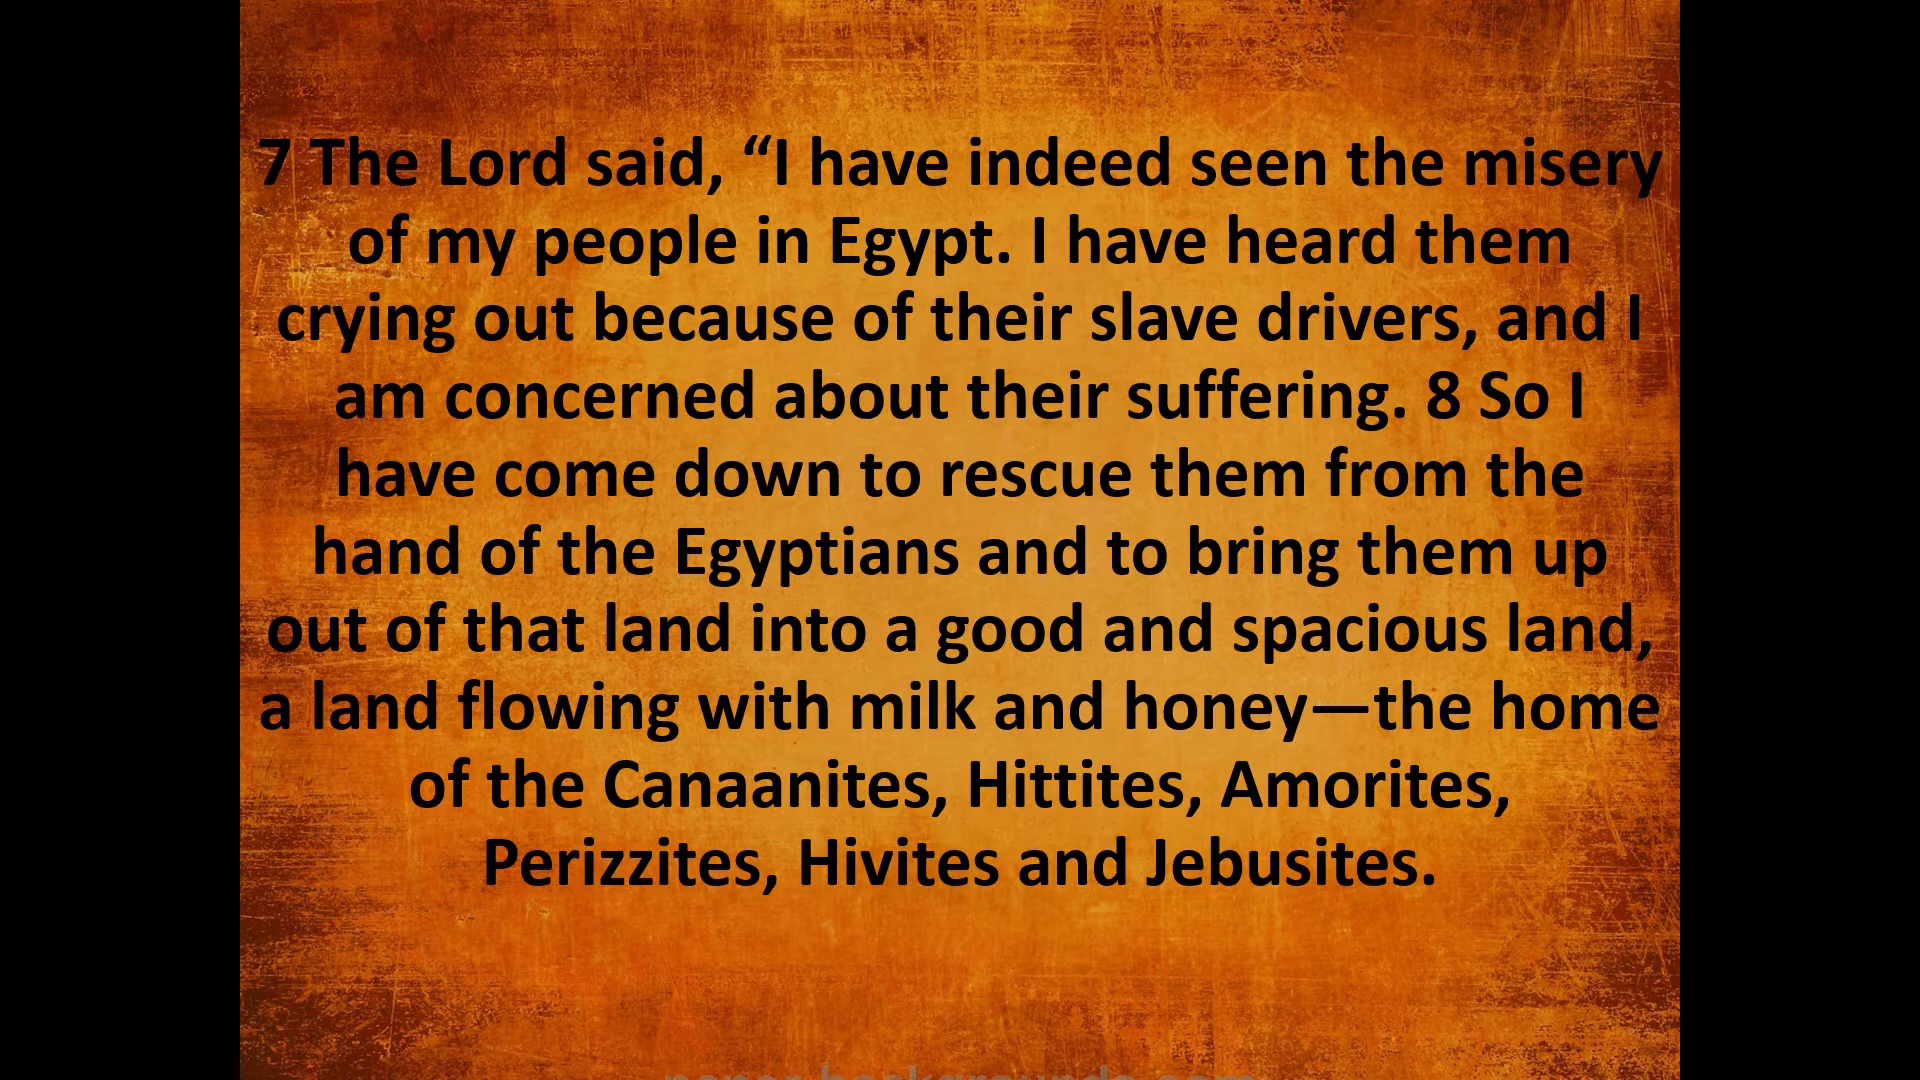 7 The Lord said, “I have indeed seen the misery
of my people in Egypt. I have heard them
crying out because of their slave drivers, and I
am concerned about their suffering. 8 So I
have come down to rescue them from the
hand of the Egyptians and to bring them up
out of that land into a good and spacious land,
a land flowing with milk and honey—the home
of the Canaanites, Hittites, Amorites,
Perizzites, Hivites and Jebusites.